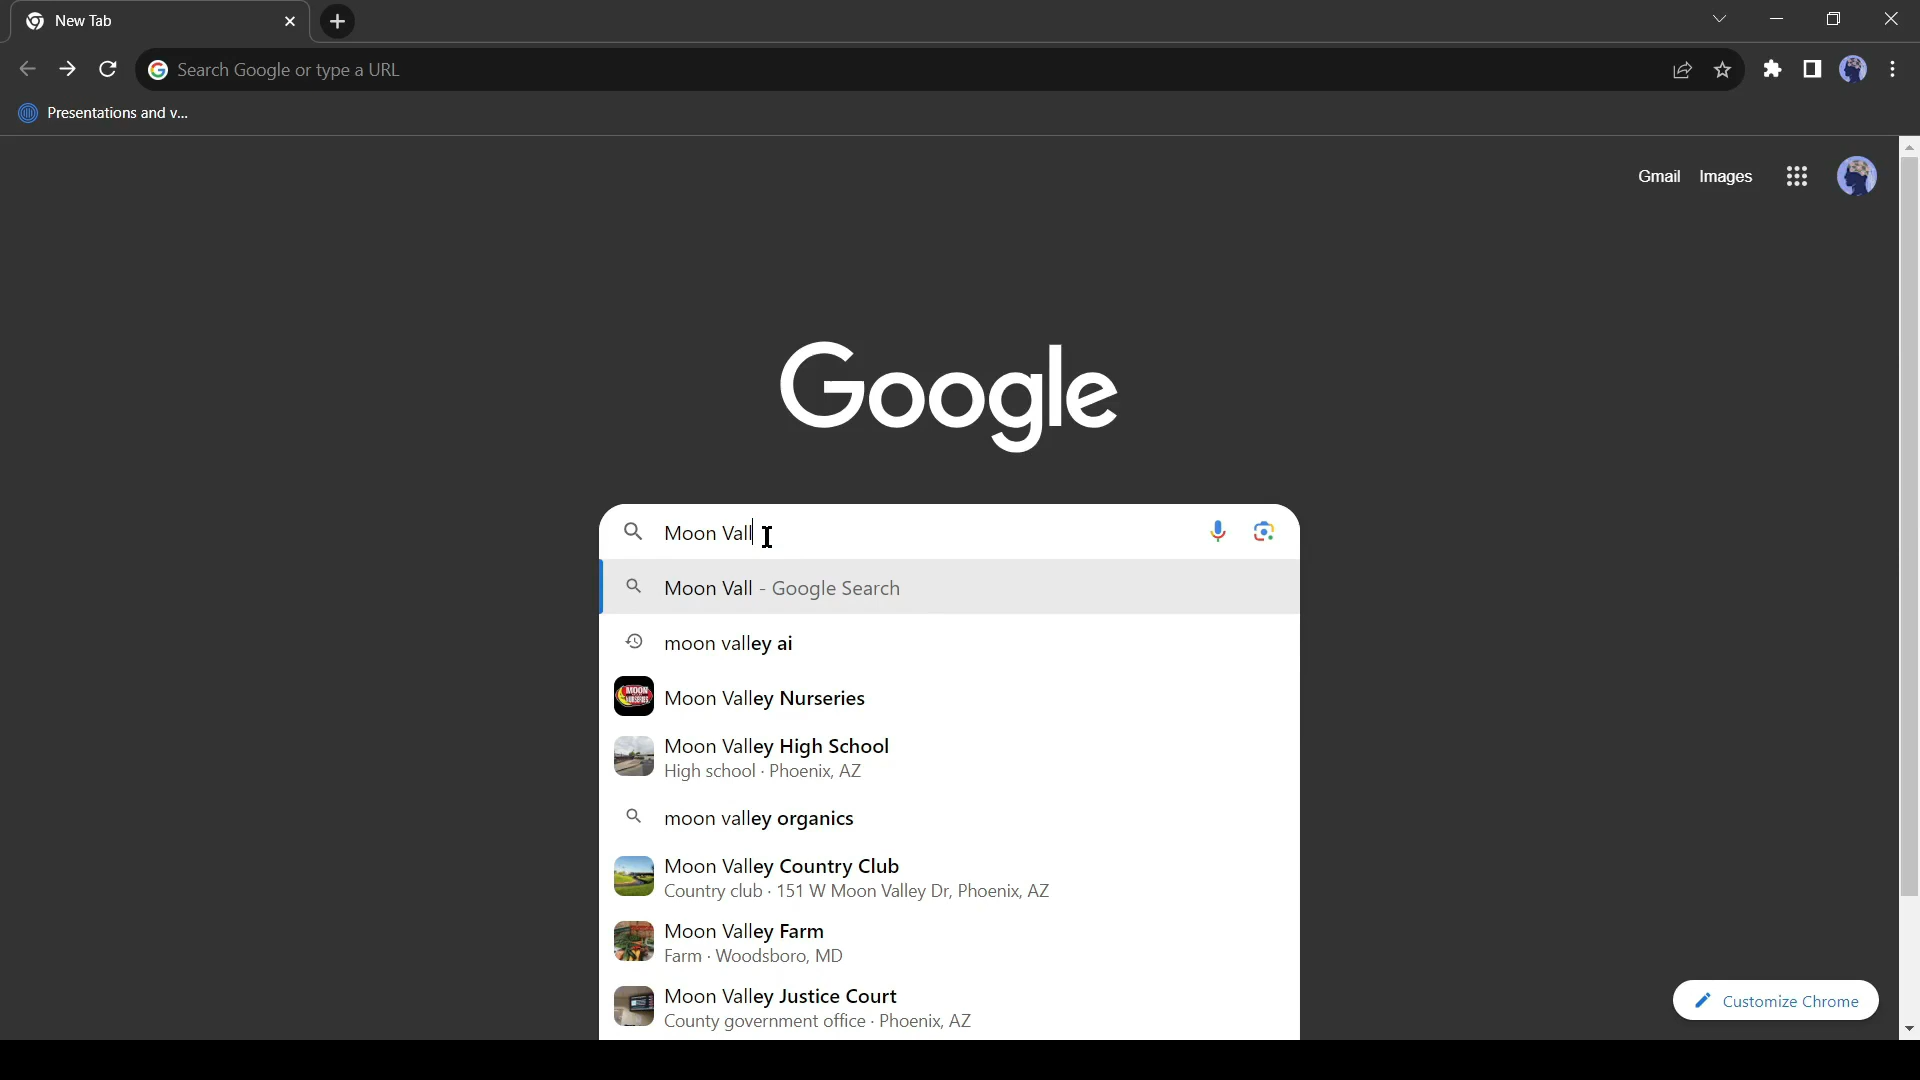 New Tab
Search Google or type a URL
Presentations and v...
Gmail Images
Google
Moon Vall
Moon Vall - Google Search
moon valley ai
MOON
NURSERIES
Moon Valley Nurseries
Moon Valley High School
High school · Phoenix, AZ
moon valley organics
Moon Valley Country Club
Country club · 151 W Moon Valley Dr, Phoenix, AZ
Moon Valley Farm
Farm · Woodsboro, MD
Moon Valley Justice Court
County government office · Phoenix, AZ
Customize Chrome